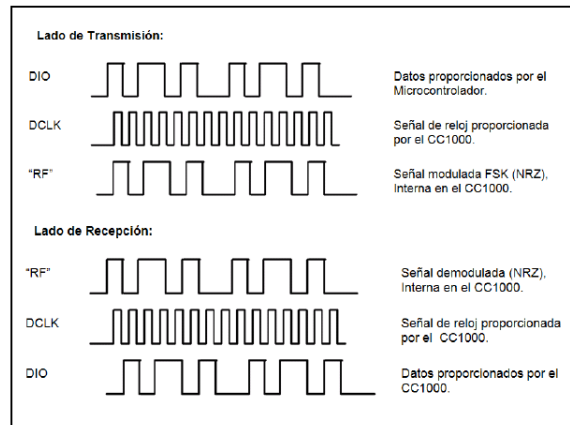 Lado de Transmisión:
DIO
Datos proporcionados por el
Microcontrolador.
DCLK
Señal de reloj proporcionada
por el CC1000.
"RF"
Señal modulada FSK (NRZ),
Interna en el CC1000.
Lado de Recepción:
"RF"
Señal demodulada (NRZ),
Interna en el CC1000.
DCLK
Señal de reloj proporcionada
por el CC1000.
DIO
Datos proporcionados por el
CC1000.